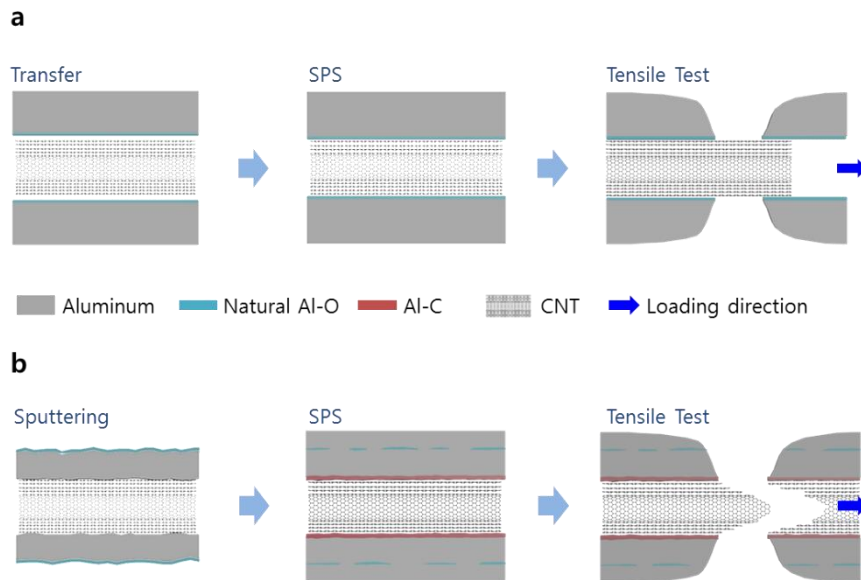 a
Transfer
SPS
Tensile Test
Aluminum
Natural Al-O
Al-C
CNT
Loading direction
b
Sputtering
SPS
Tensile Test